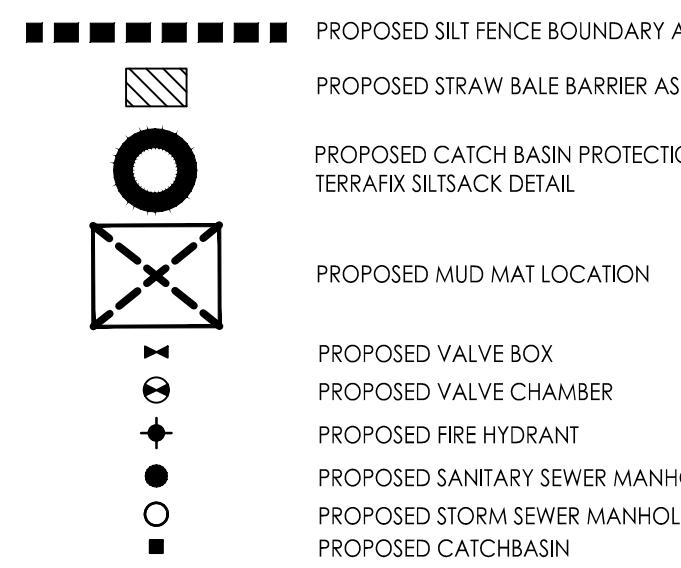 PROPOSED SILT FENCE BOUNDARY A
PROPOSED STRAW BALE BARRIER AS
PROPOSED CATCH BASIN PROTECTIO
TERRAFIX SILTSACK DETAIL
PROPOSED MUD MAT LOCATION
PROPOSED VALVE BOX
PROPOSED VALVE CHAMBER
PROPOSED FIRE HYDRANT
PROPOSED SANITARY SEWER MANHO
PROPOSED STORM SEWER MANHOL
PROPOSED CATCHBASIN